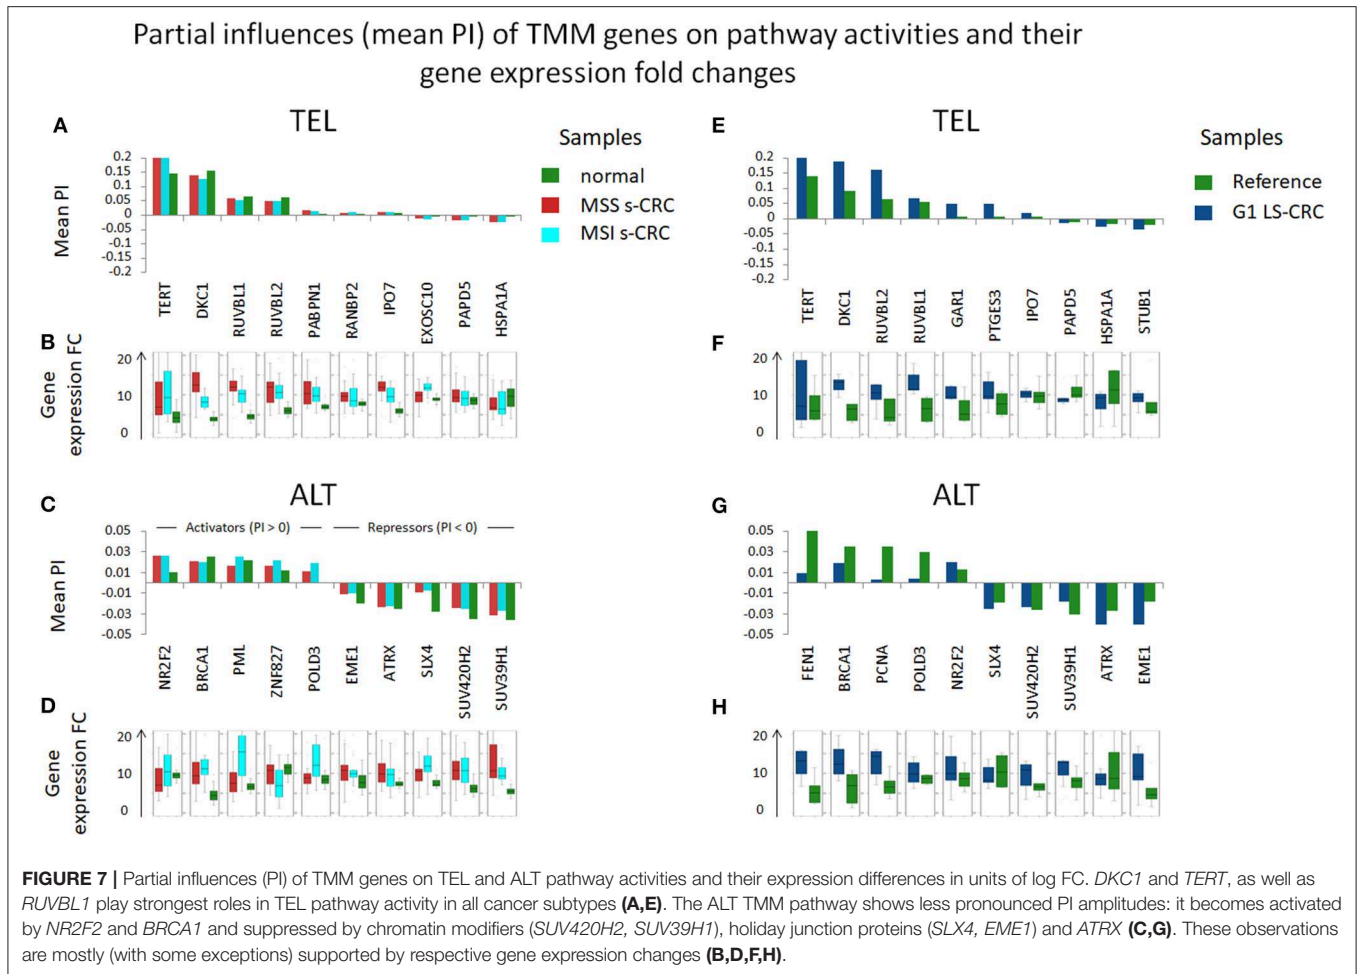 Partial influences (mean PI) of TMM genes on pathway activities and their
gene expression fold changes
A
TEL
Samples
normal
MSS s-CRC
MSI s-CRC
Mean PI
0.2
0.15
0.1
0.05
0
-0.05
-0.1
-0.15
-0.2
TERT
DKC1
RUVBL1
RUVBL2
PABPN1
RANBP2
IPO7
EXOSC10
PAPD5
HSPA1A
B
Gene
expression FC
20
10
0
C
ALT
Activators (PI > 0)
Repressors (PI < 0)
Mean PI
0.05
0.03
0.01
-0.01
-0.03
-0.05
NR2F2
BRCA1
PML
ZNF827
POLD3
EME1
ATRX
SLX4
SUV420H2
SUV39H1
D
Gene
expression FC
20
10
0
E
TEL
Samples
Reference
G1 LS-CRC
Mean PI
0.2
0.15
0.1
0.05
0
-0.05
-0.1
-0.15
-0.2
TERT
DKC1
RUVBL2
RUVBL1
GAR1
PTGES3
IPO7
PAPD5
HSPA1A
STUB1
F
Gene
expression FC
20
10
0
G
ALT
Mean PI
0.05
0.03
0.01
-0.01
-0.03
-0.05
FEN1
BRCA1
PCNA
POLD3
NR2F2
SLX4
SUV420H2
SUV39H1
ATRX
EME1
H
Gene
expression FC
20
10
0
FIGURE 7 | Partial influences (PI) of TMM genes on TEL and ALT pathway activities and their expression differences in units of log FC. DKC1 and TERT, as well as
RUVBL1 play strongest roles in TEL pathway activity in all cancer subtypes (A,E). The ALT TMM pathway shows less pronounced PI amplitudes: it becomes activated
by NR2F2 and BRCA1 and suppressed by chromatin modifiers (SUV420H2, SUV39H1), holiday junction proteins (SLX4, EME1) and ATRX (C,G). These observations
are mostly (with some exceptions) supported by respective gene expression changes (B,D,F,H).